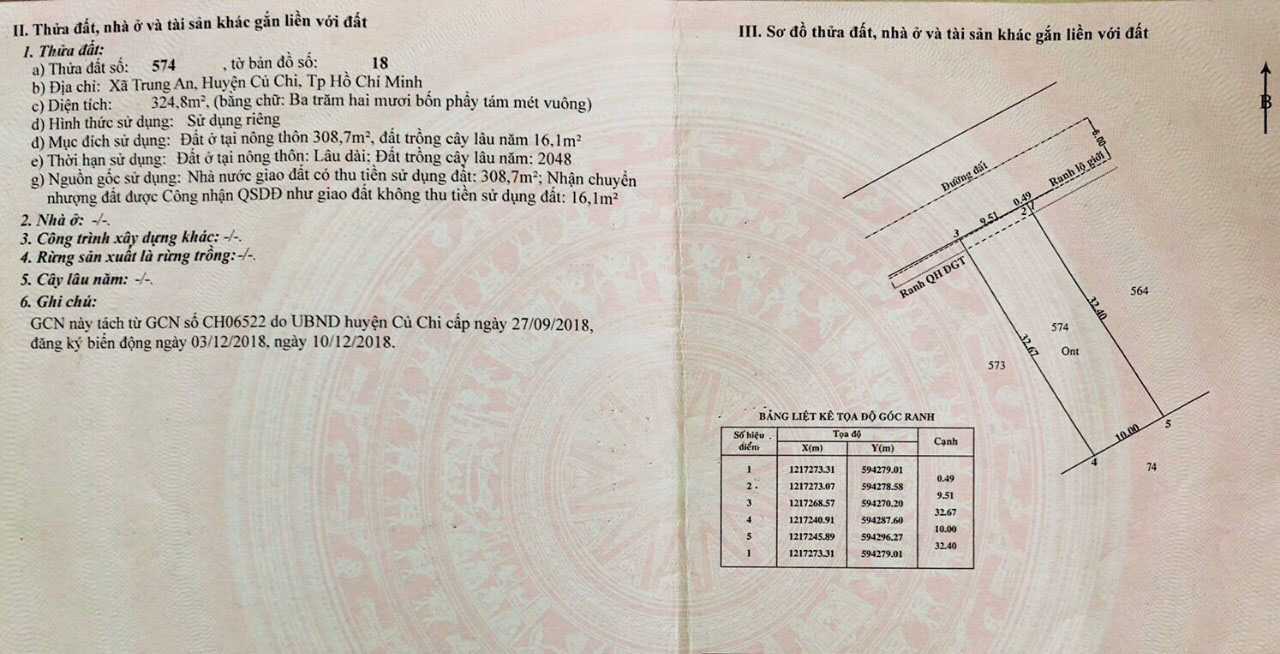 II. Thửa đất, nhà ở và tài sản khác gắn liền với đất
1. Thửa đất:
a) Thửa đất số: 574 , tờ bản đồ số: 18
b) Địa chỉ: Xã Trung An, Huyện Củ Chi, Tp Hồ Chí Minh
c) Diện tích: 324,8m², (bằng chữ: Ba trăm hai mươi bốn phẩy tám mét vuông)
d) Hình thức sử dụng: Sử dụng riêng
đ) Mục đích sử dụng: Đất ở tại nông thôn 308,7m², đất trồng cây lâu năm 16,1m²
e) Thời hạn sử dụng: Đất ở tại nông thôn: Lâu dài; Đất trồng cây lâu năm: 2048
g) Nguồn gốc sử dụng: Nhà nước giao đất có thu tiền sử dụng đất: 308,7m²; Nhận chuyển
nhượng đất được Công nhận QSDĐ như giao đất không thu tiền sử dụng đất: 16,1m²
2. Nhà ở: -/-.
3. Công trình xây dựng khác: -/-.
4. Rừng sản xuất là rừng trồng: -/-.
5. Cây lâu năm: -/-.
6. Ghi chú:
GCN này tách từ GCN số CH06522 do UBND huyện Củ Chi cấp ngày 27/09/2018,
đăng ký biến động ngày 03/12/2018, ngày 10/12/2018.
III. Sơ đồ thửa đất, nhà ở và tài sản khác gắn liền với đất
B
6.00
Đường đất
Ranh lộ giới
0.49
9.51
2
1
3
Ranh QH ĐGT
564
32.40
574
Ont
32.67
573
10.00
5
4
74
BẢNG LIỆT KÊ TỌA ĐỘ GÓC RANH
Số hiệu điểm Tọa độ Cạnh
X(m) Y(m)
1 1217273.31 594279.01
0.49
2 1217273.07 594278.58
9.51
3 1217268.57 594270.20
32.67
4 1217240.91 594287.60
10.00
5 1217245.89 594296.27
32.40
1 1217273.31 594279.01